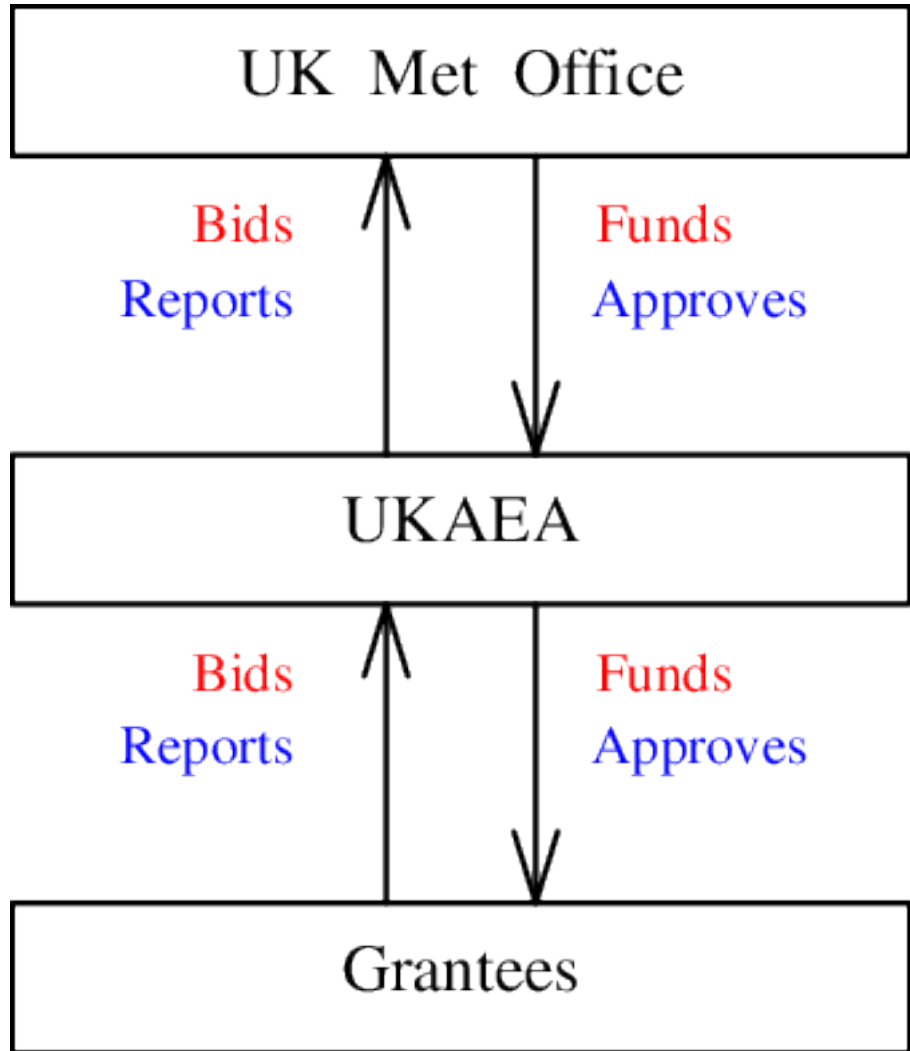 UK Met Office
Bids Funds
Reports Approves
UKAEA
Bids Funds
Reports Approves
Grantees